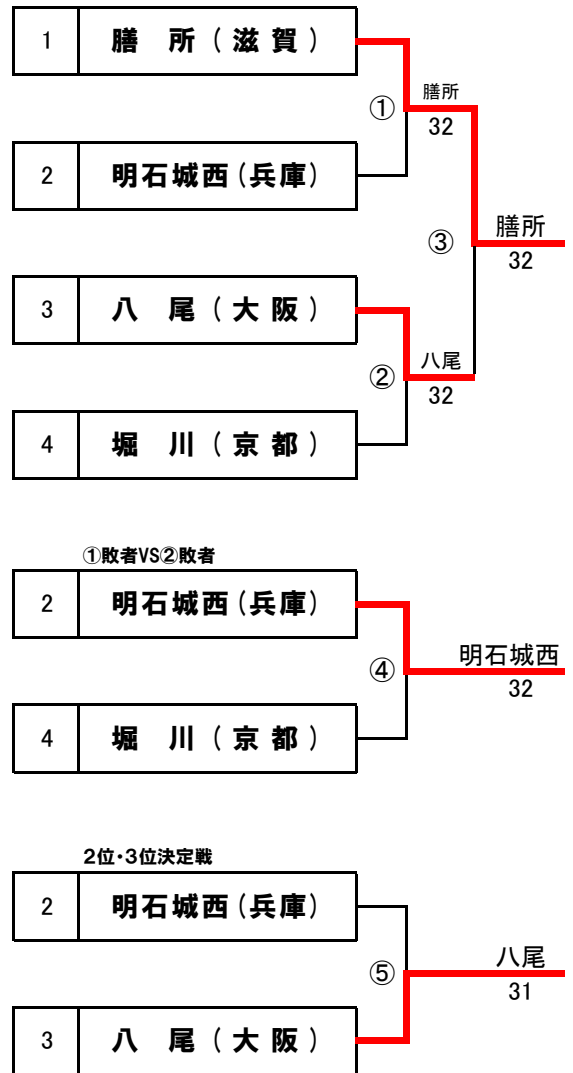 1 膳 所 ( 滋 賀 )
① 膳所
32
2 明石城西(兵庫)
③ 膳所
32
3 八 尾 ( 大 阪 )
② 八尾
32
4 堀 川 ( 京 都 )
①敗者VS②敗者
2 明石城西(兵庫)
④ 明石城西
32
4 堀 川 ( 京 都 )
2位・3位決定戦
2 明石城西(兵庫)
⑤ 八尾
31
3 八 尾 ( 大 阪 )